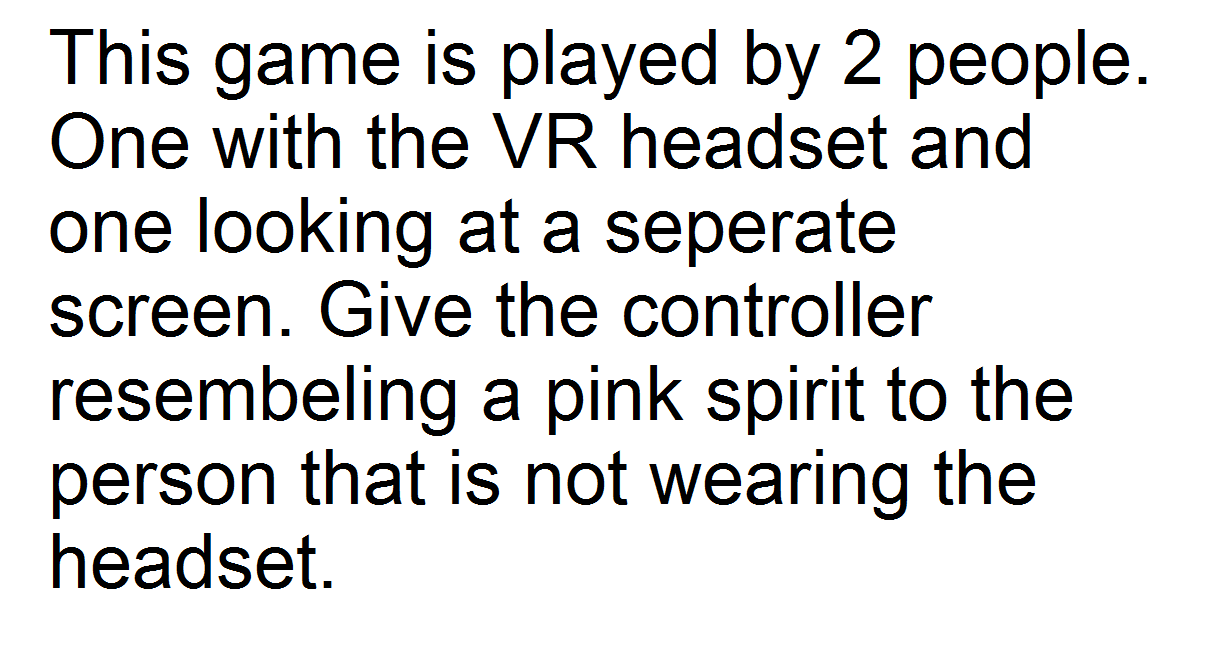 This game is played by 2 people.
One with the VR headset and
one looking at a seperate
screen. Give the controller
resembeling a pink spirit to the
person that is not wearing the
headset.